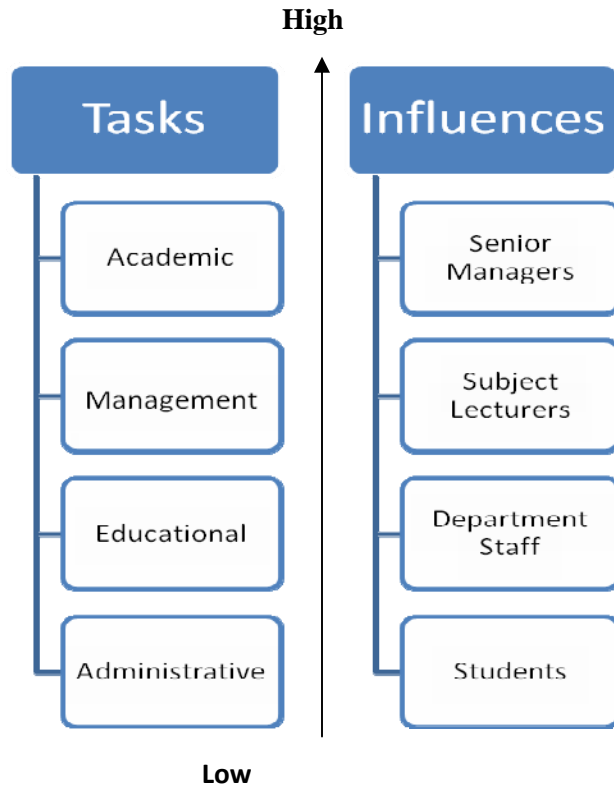 High
Tasks
Academic
Management
Educational
Administrative
Influences
Senior
Managers
Subject
Lecturers
Department
Staff
Students
Low